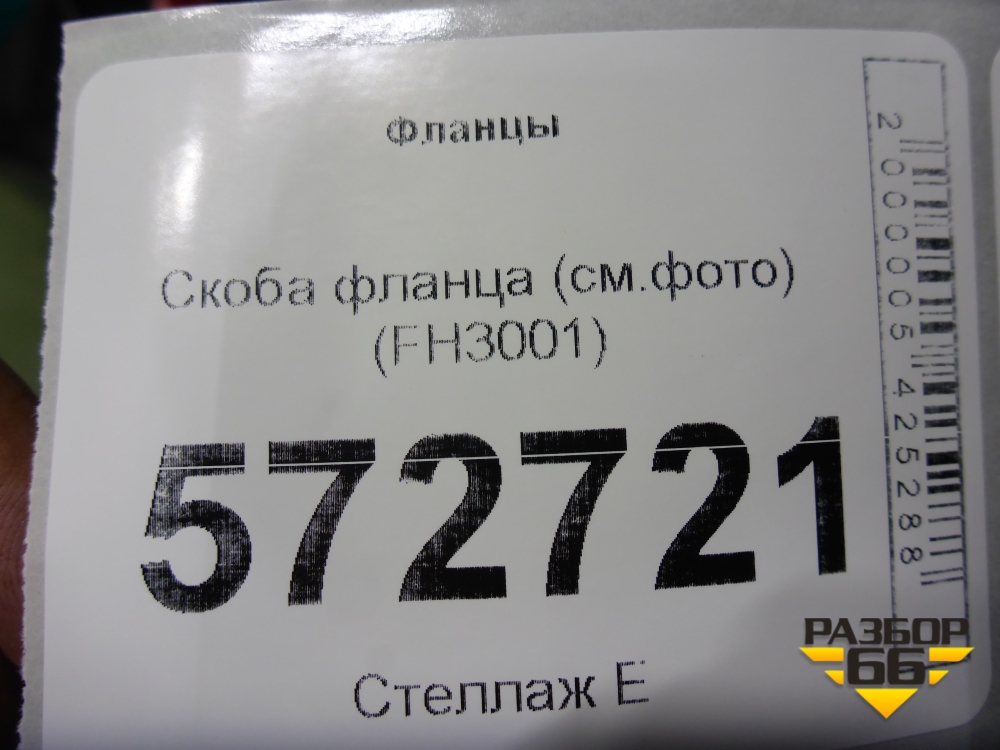 Фланцы
Скоба фланца (см.фото)
(FH3001)
572721
Стеллаж Е
2000005425288
РАЗБОР
66